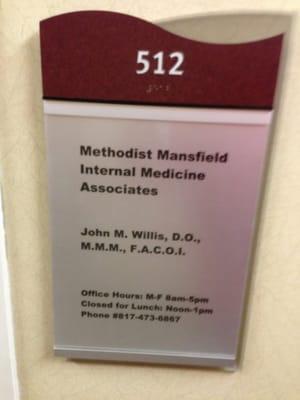 512
Methodist Mansfield
Internal Medicine
Associates
John M. Willis, D.O.,
M.M.M., F.A.C.O.I.
Office Hours: M-F 8am-5pm
Closed for Lunch: Noon-1pm
Phone #817-473-6867